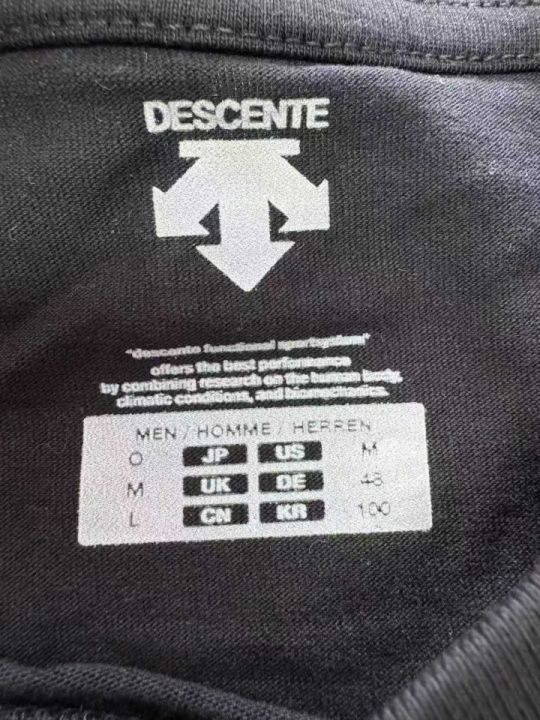 DESCENTE
"descente functional sportsystem"
offers the best performance
by combining research on the human body,
climatic conditions, and biomechanics.
MEN / HOMME / HERREN
O JP US M
M UK DE 48
L CN KR 100